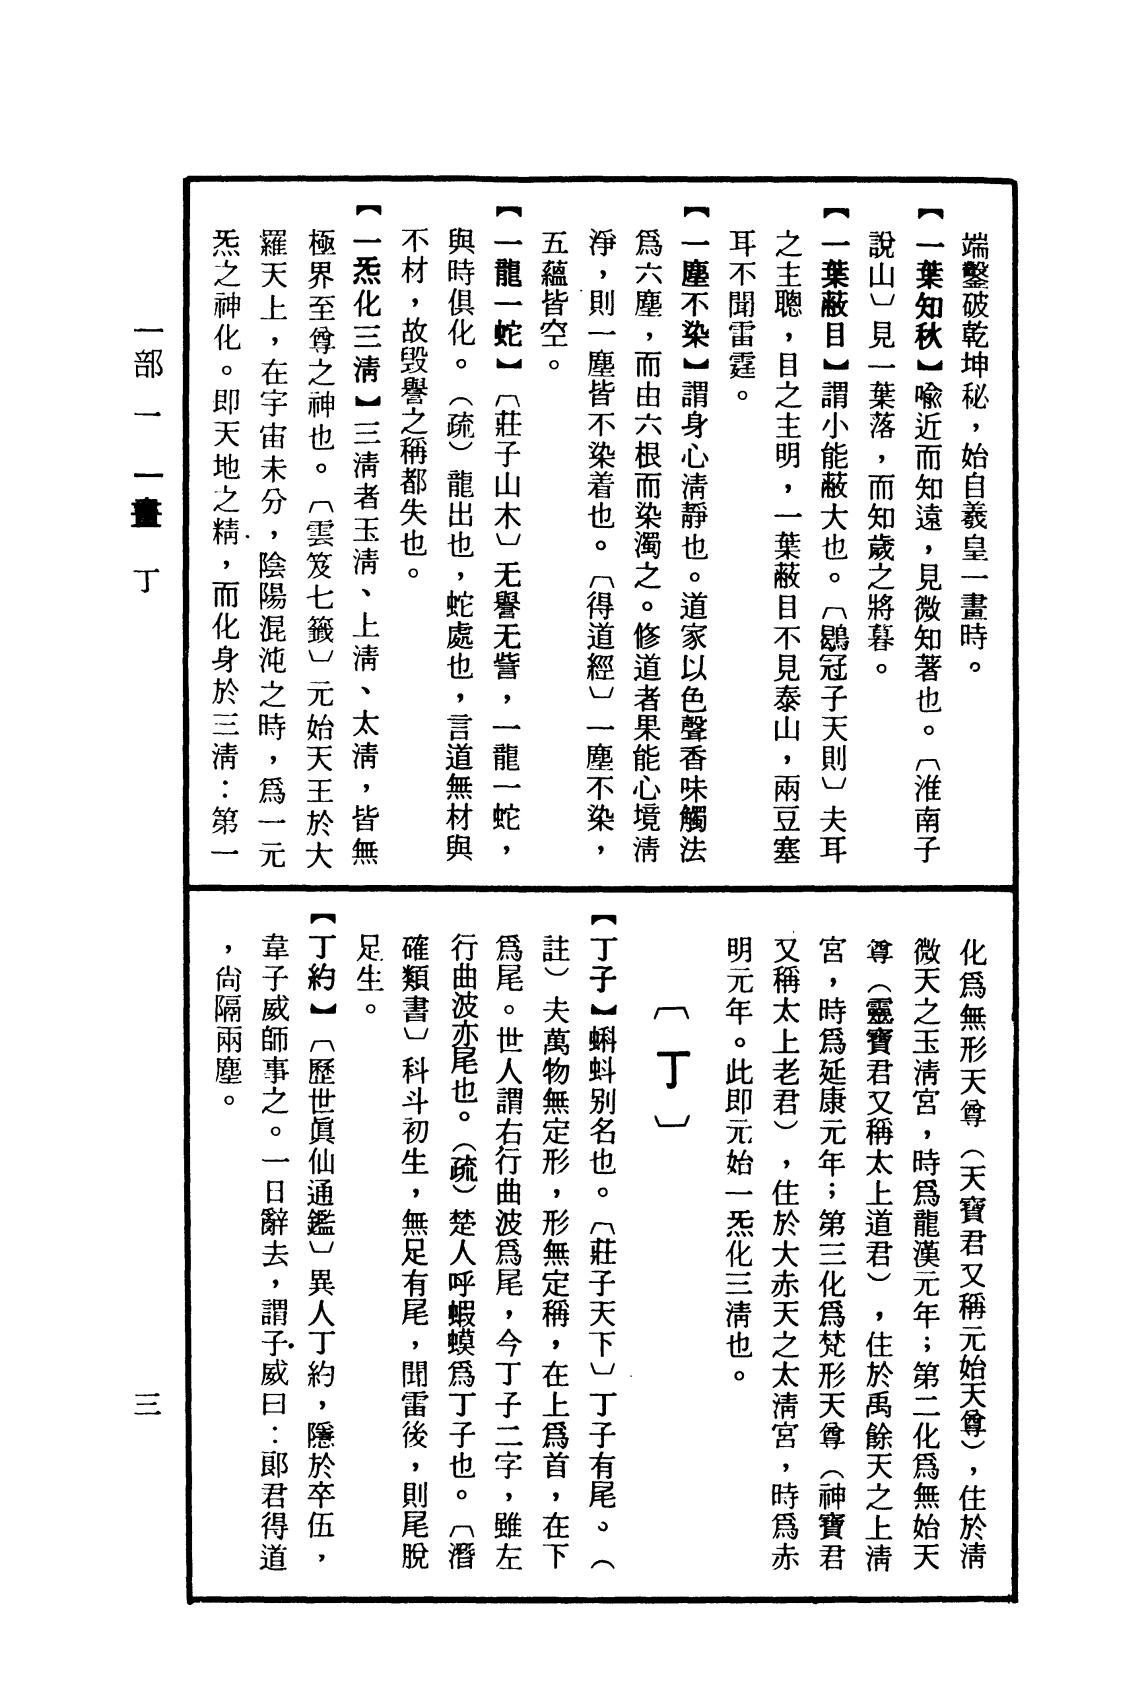 端鑿破乾坤秘，始自羲皇一畫時。
【一葉知秋】喩近而知遠，見微知著也。〔淮南子
說山〕見一葉落，而知歲之將暮。
【一葉蔽目】謂小能蔽大也。〔鶡冠子天則〕夫耳
之主聰，目之主明，一葉蔽目不見泰山，兩豆塞
耳不聞雷霆。
【一塵不染】謂身心淸靜也。道家以色聲香味觸法
爲六塵，而由六根而染濁之。修道者果能心境淸
淨，則一塵皆不染着也。〔得道經〕一塵不染，
五蘊皆空。
【一龍一蛇】〔莊子山木〕无譽无訾，一龍一蛇，
與時俱化。（疏）龍出也，蛇處也，言道無材與
不材，故毀譽之稱都失也。
【一炁化三淸】三淸者玉淸、上淸、太淸，皆無
極界至尊之神也。〔雲笈七籤〕元始天王於大
羅天上，在宇宙未分，陰陽混沌之時，爲一元
炁之神化。即天地之精，而化身於三淸：第一
化爲無形天尊（天寶君又稱元始天尊），住於淸
微天之玉淸宮，時爲龍漢元年；第二化爲無始天
尊（靈寶君又稱太上道君），住於禹餘天之上淸
宮，時爲延康元年；第三化爲梵形天尊（神寶君
又稱太上老君），住於大赤天之太淸宮，時爲赤
明元年。此即元始一炁化三淸也。
〔丁〕
【丁子】蝌蚪别名也。〔莊子天下〕丁子有尾。（
註）夫萬物無定形，形無定稱，在上爲首，在下
爲尾。世人謂右行曲波爲尾，今丁子二字，雖左
行曲波亦尾也。（疏）楚人呼蝦蟆爲丁子也。〔潛
確類書〕科斗初生，無足有尾，聞雷後，則尾脫
足生。
【丁約】〔歷世眞仙通鑑〕異人丁約，隱於卒伍，
韋子威師事之。一日辭去，謂子威曰：郎君得道
，尙隔兩塵。
一部　一　一畫　丁
三